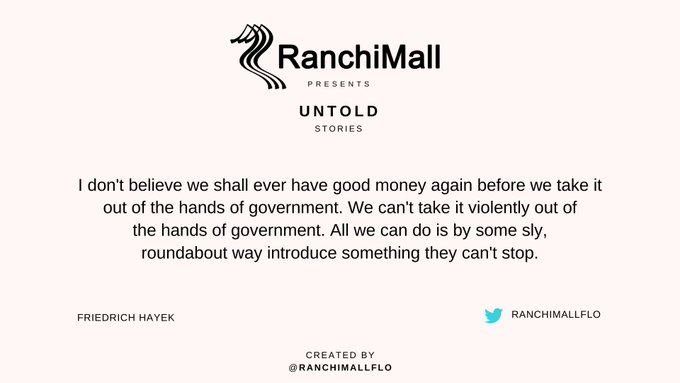 RanchiMall
PRESENTS
UNTOLD
STORIES
I don't believe we shall ever have good money again before we take it
out of the hands of government. We can't take it violently out of
the hands of government. All we can do is by some sly,
roundabout way introduce something they can't stop.
FRIEDRICH HAYEK
RANCHIMALLFLO
CREATED BY
@RANCHIMALLFLO